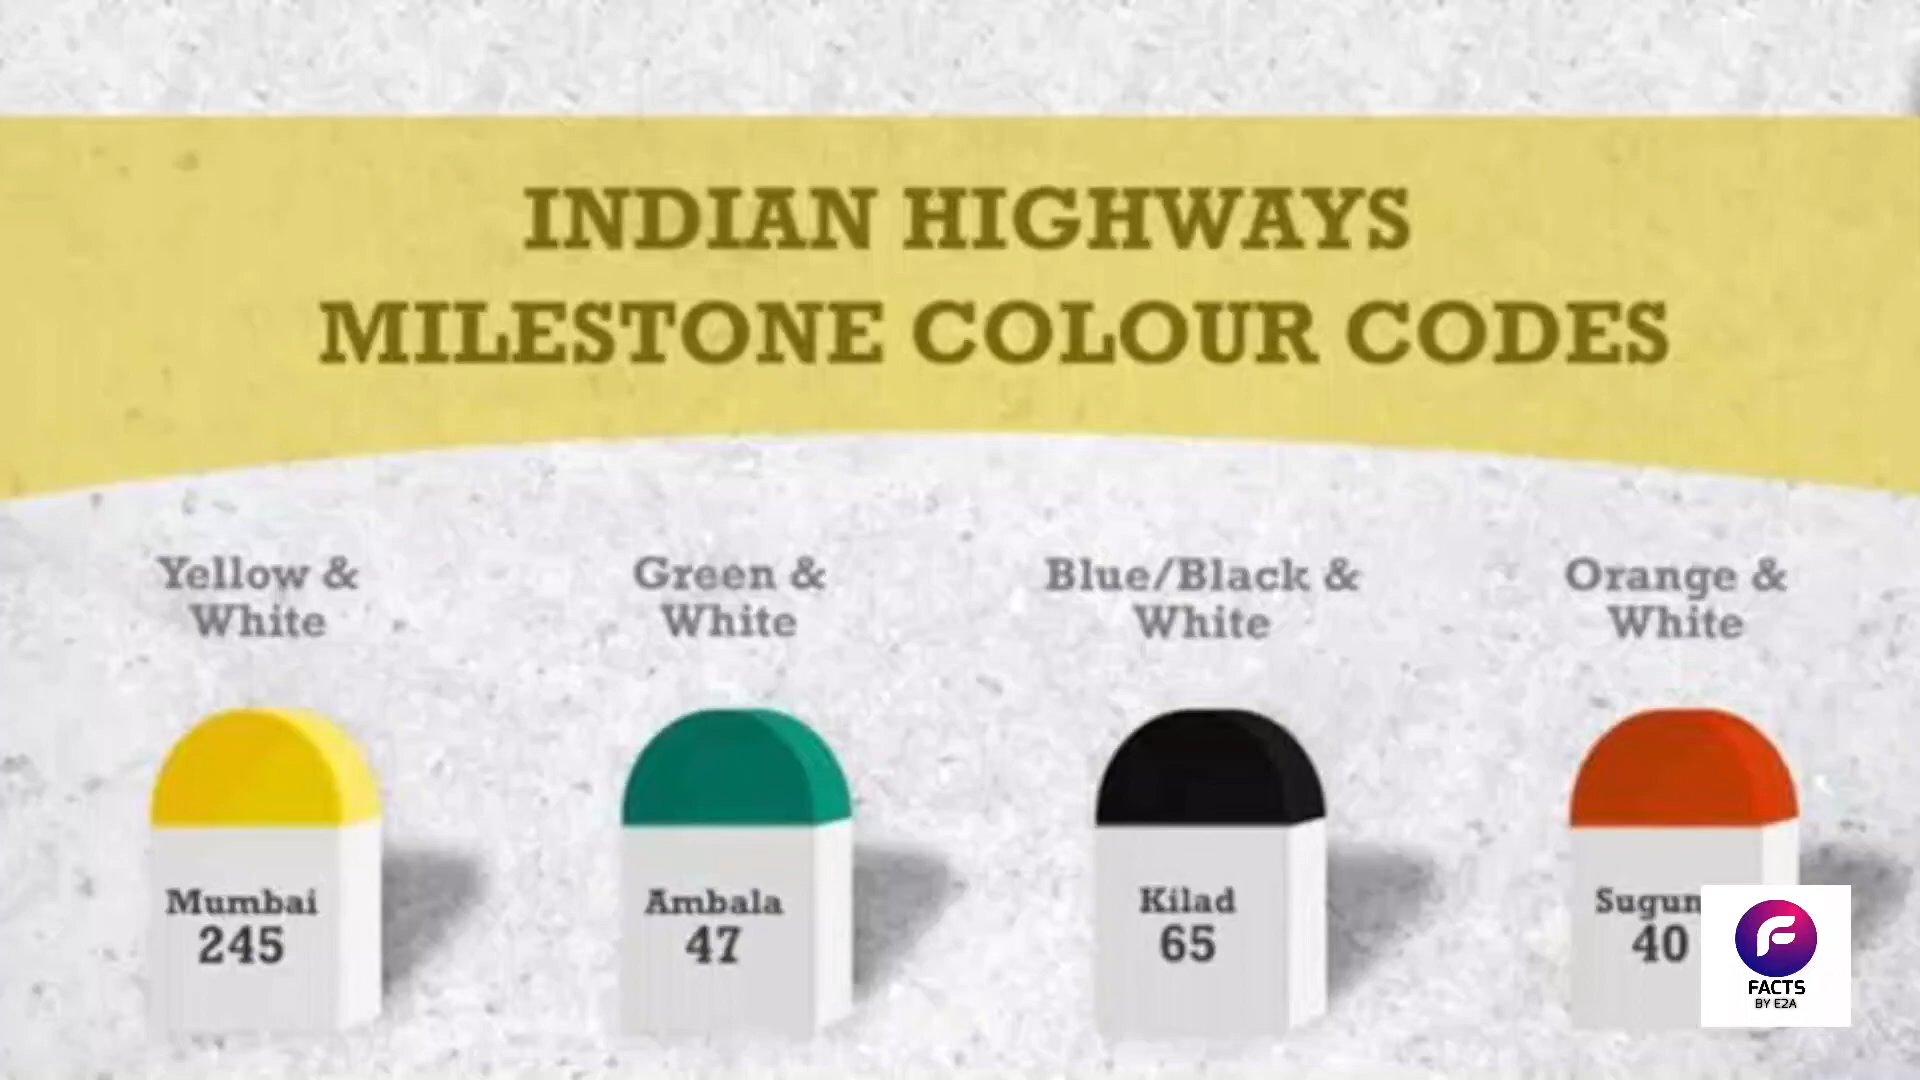 INDIAN HIGHWAYS
MILESTONE COLOUR CODES
Yellow &
White
Green &
White
Blue/Black &
White
Orange &
White
Mumbai
245
Ambala
47
Kilad
65
40
FACTS
BY E2A